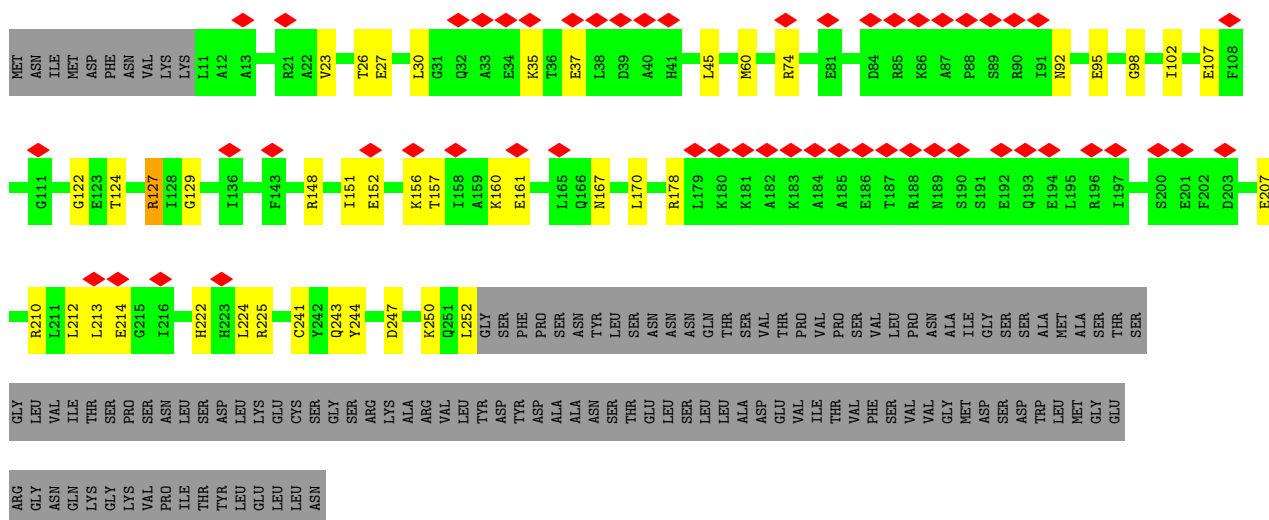 MET ASN ILE MET ASP PHE ASN VAL LYS LYS L11 A12 A13 R21 A22 V23 T26 E27 L30 G31 Q32 A33 E34 K35 T36 E37 L38 D39 A40 H41 L45 M60 R74 E81 D84 R85 K86 A87 P88 S89 R90 I91 N92 E95 G98 I102 E107 F108
G111 G122 E123 T124 R127 I128 G129 I136 F143 R148 I151 E152 K156 T157 I158 A159 K160 E161 L165 Q166 N167 L170 R178 L179 K180 K181 A182 K183 A184 A185 E186 T187 R188 N189 S190 S191 E192 Q193 E194 L195 R196 I197 S200 E201 F202 D203 E207
R210 L211 L212 L213 E214 G215 I216 H222 H223 L224 R225 C241 Y242 Q243 Y244 D247 K250 Q251 L252 GLY SER PHE PRO SER ASN TYR LEU SER ASN ASN GLN THR SER VAL THR PRO VAL PRO SER VAL LEU PRO ASN ALA ILE GLY SER SER ALA MET ALA SER THR SER
GLY LEU VAL ILE THR SER PRO SER ASN LEU SER ASP LEU LYS GLU CYS SER GLY SER ARG LYS ALA ARG VAL LEU TYR ASP TYR ASP ALA ALA ASN SER THR GLU LEU SER LEU LEU ALA ASP GLU VAL ILE THR VAL PHE SER VAL VAL GLY MET ASP SER ASP TRP LEU MET GLY GLU
ARG GLY ASN GLN LYS GLY LYS VAL PRO ILE THR TYR LEU GLU LEU LEU ASN